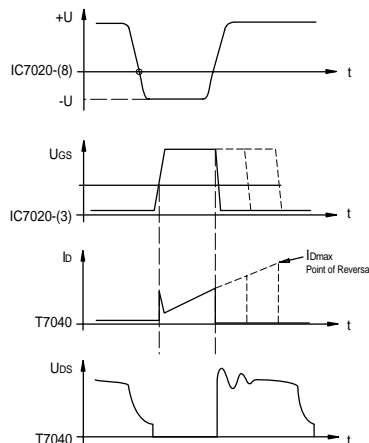 +U
IC7020-(8)
t
-U
UGS
IC7020-(3)
t
ID
IDmax
Point of Reversa
T7040
t
UDS
T7040
t